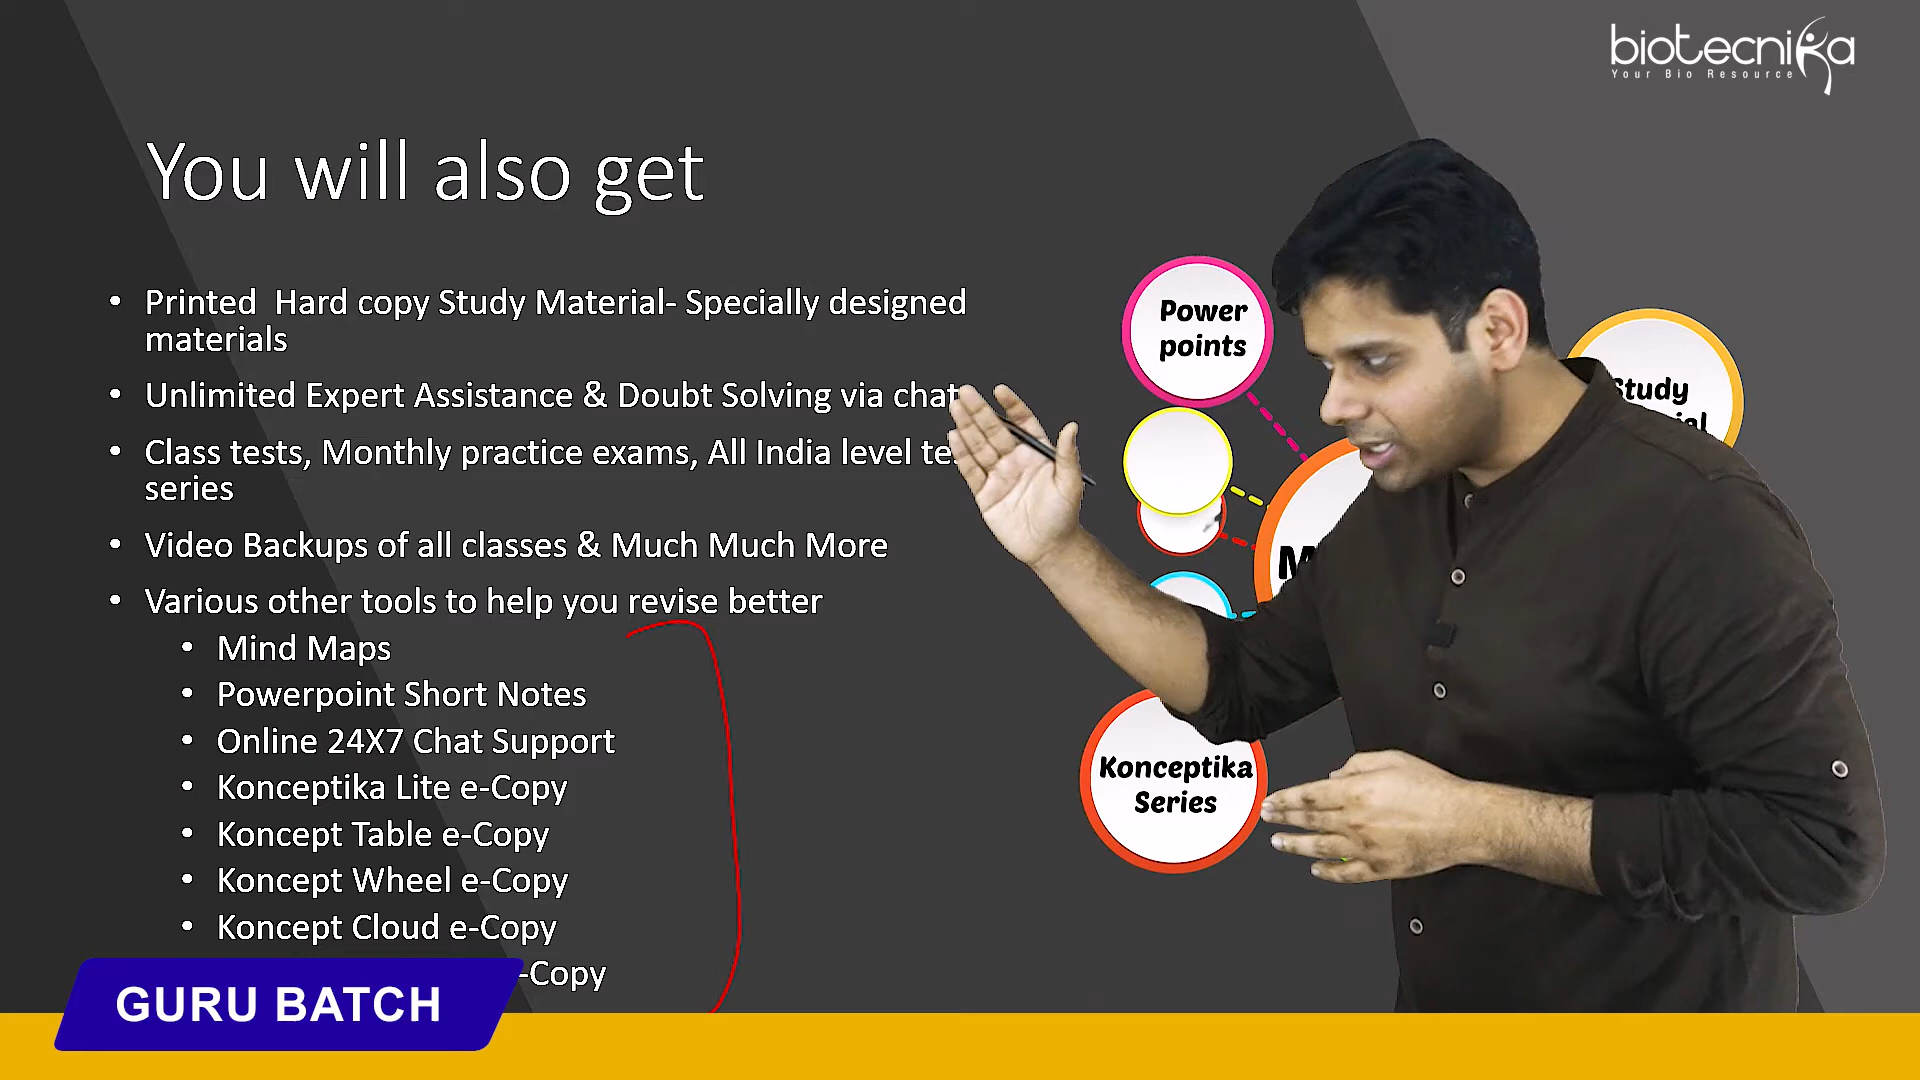 biotecnika
Your Bio Resource
You will also get
• Printed  Hard copy Study Material- Specially designed
materials
• Unlimited Expert Assistance & Doubt Solving via chat
• Class tests, Monthly practice exams, All India level
series
• Video Backups of all classes & Much Much More
• Various other tools to help you revise better
• Mind Maps
• Powerpoint Short Notes
• Online 24X7 Chat Support
• Konceptika Lite e-Copy
• Koncept Table e-Copy
• Koncept Wheel e-Copy
• Koncept Cloud e-Copy
-Copy
Power
points
Study
Konceptika
Series
GURU BATCH